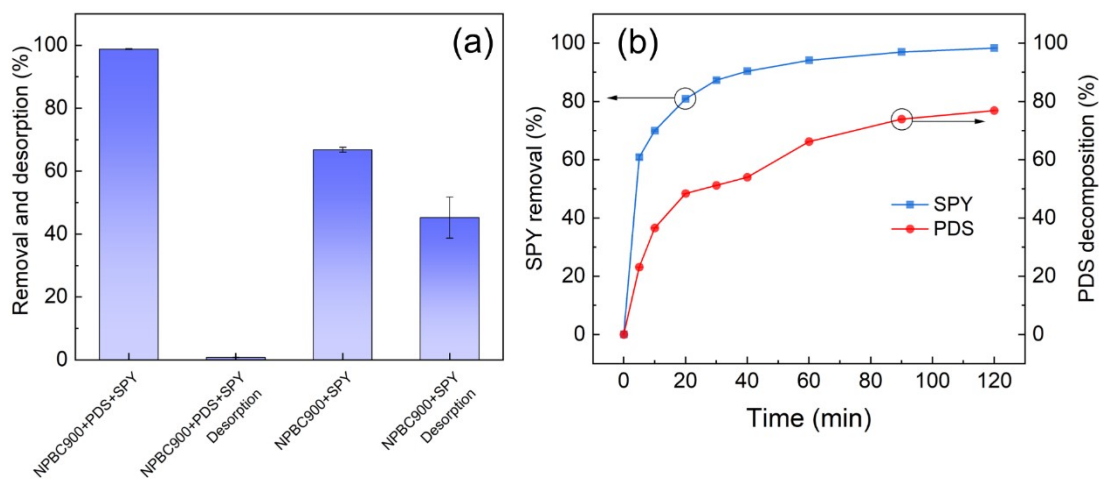 (a)
Removal and desorption (%)
100
80
60
40
20
0
NPBC900+PDS+SPY
NPBC900+PDS+SPY
Desorption
NPBC900+SPY
NPBC900+SPY
Desorption
(b)
SPY removal (%)
100
80
60
40
20
0
SPY
PDS
100
80
60
40
20
0
PDS decomposition (%)
0 20 40 60 80 100 120
Time (min)